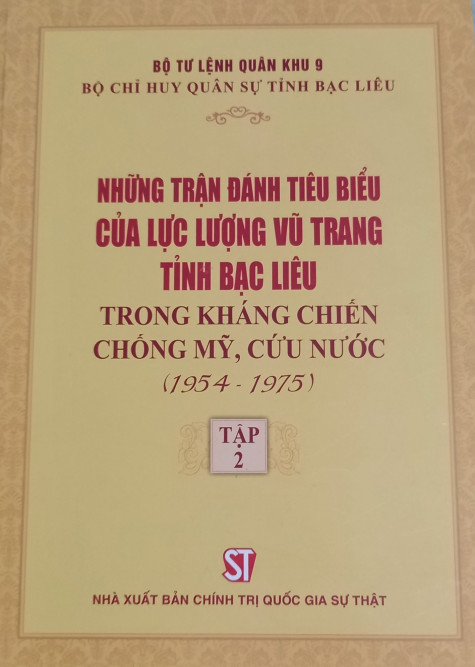 BỘ TƯ LỆNH QUÂN KHU 9
BỘ CHỈ HUY QUÂN SỰ TỈNH BẠC LIÊU
NHỮNG TRẬN ĐÁNH TIÊU BIỂU
CỦA LỰC LƯỢNG VŨ TRANG
TỈNH BẠC LIÊU
TRONG KHÁNG CHIẾN
CHỐNG MỸ, CỨU NƯỚC
(1954 - 1975)
TẬP
2
ST
NHÀ XUẤT BẢN CHÍNH TRỊ QUỐC GIA SỰ THẬT